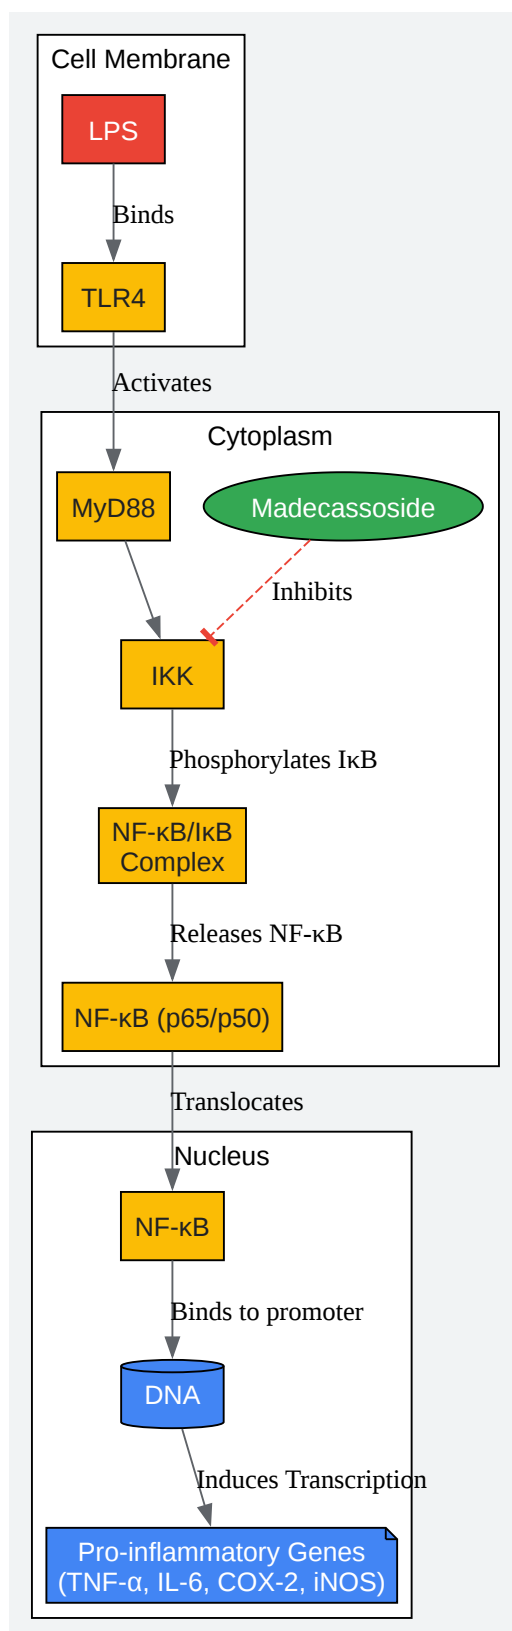 Cell Membrane
LPS
Binds
TLR4
Activates
Cytoplasm
MyD88
Madecassoside
Inhibits
IKK
Phosphorylates IκB
NF-κB/IκB
Complex
Releases NF-κB
NF-κB (p65/p50)
Translocates
Nucleus
NF-κB
Binds to promoter
DNA
Induces Transcription
Pro-inflammatory Genes
(TNF-α, IL-6, COX-2, iNOS)